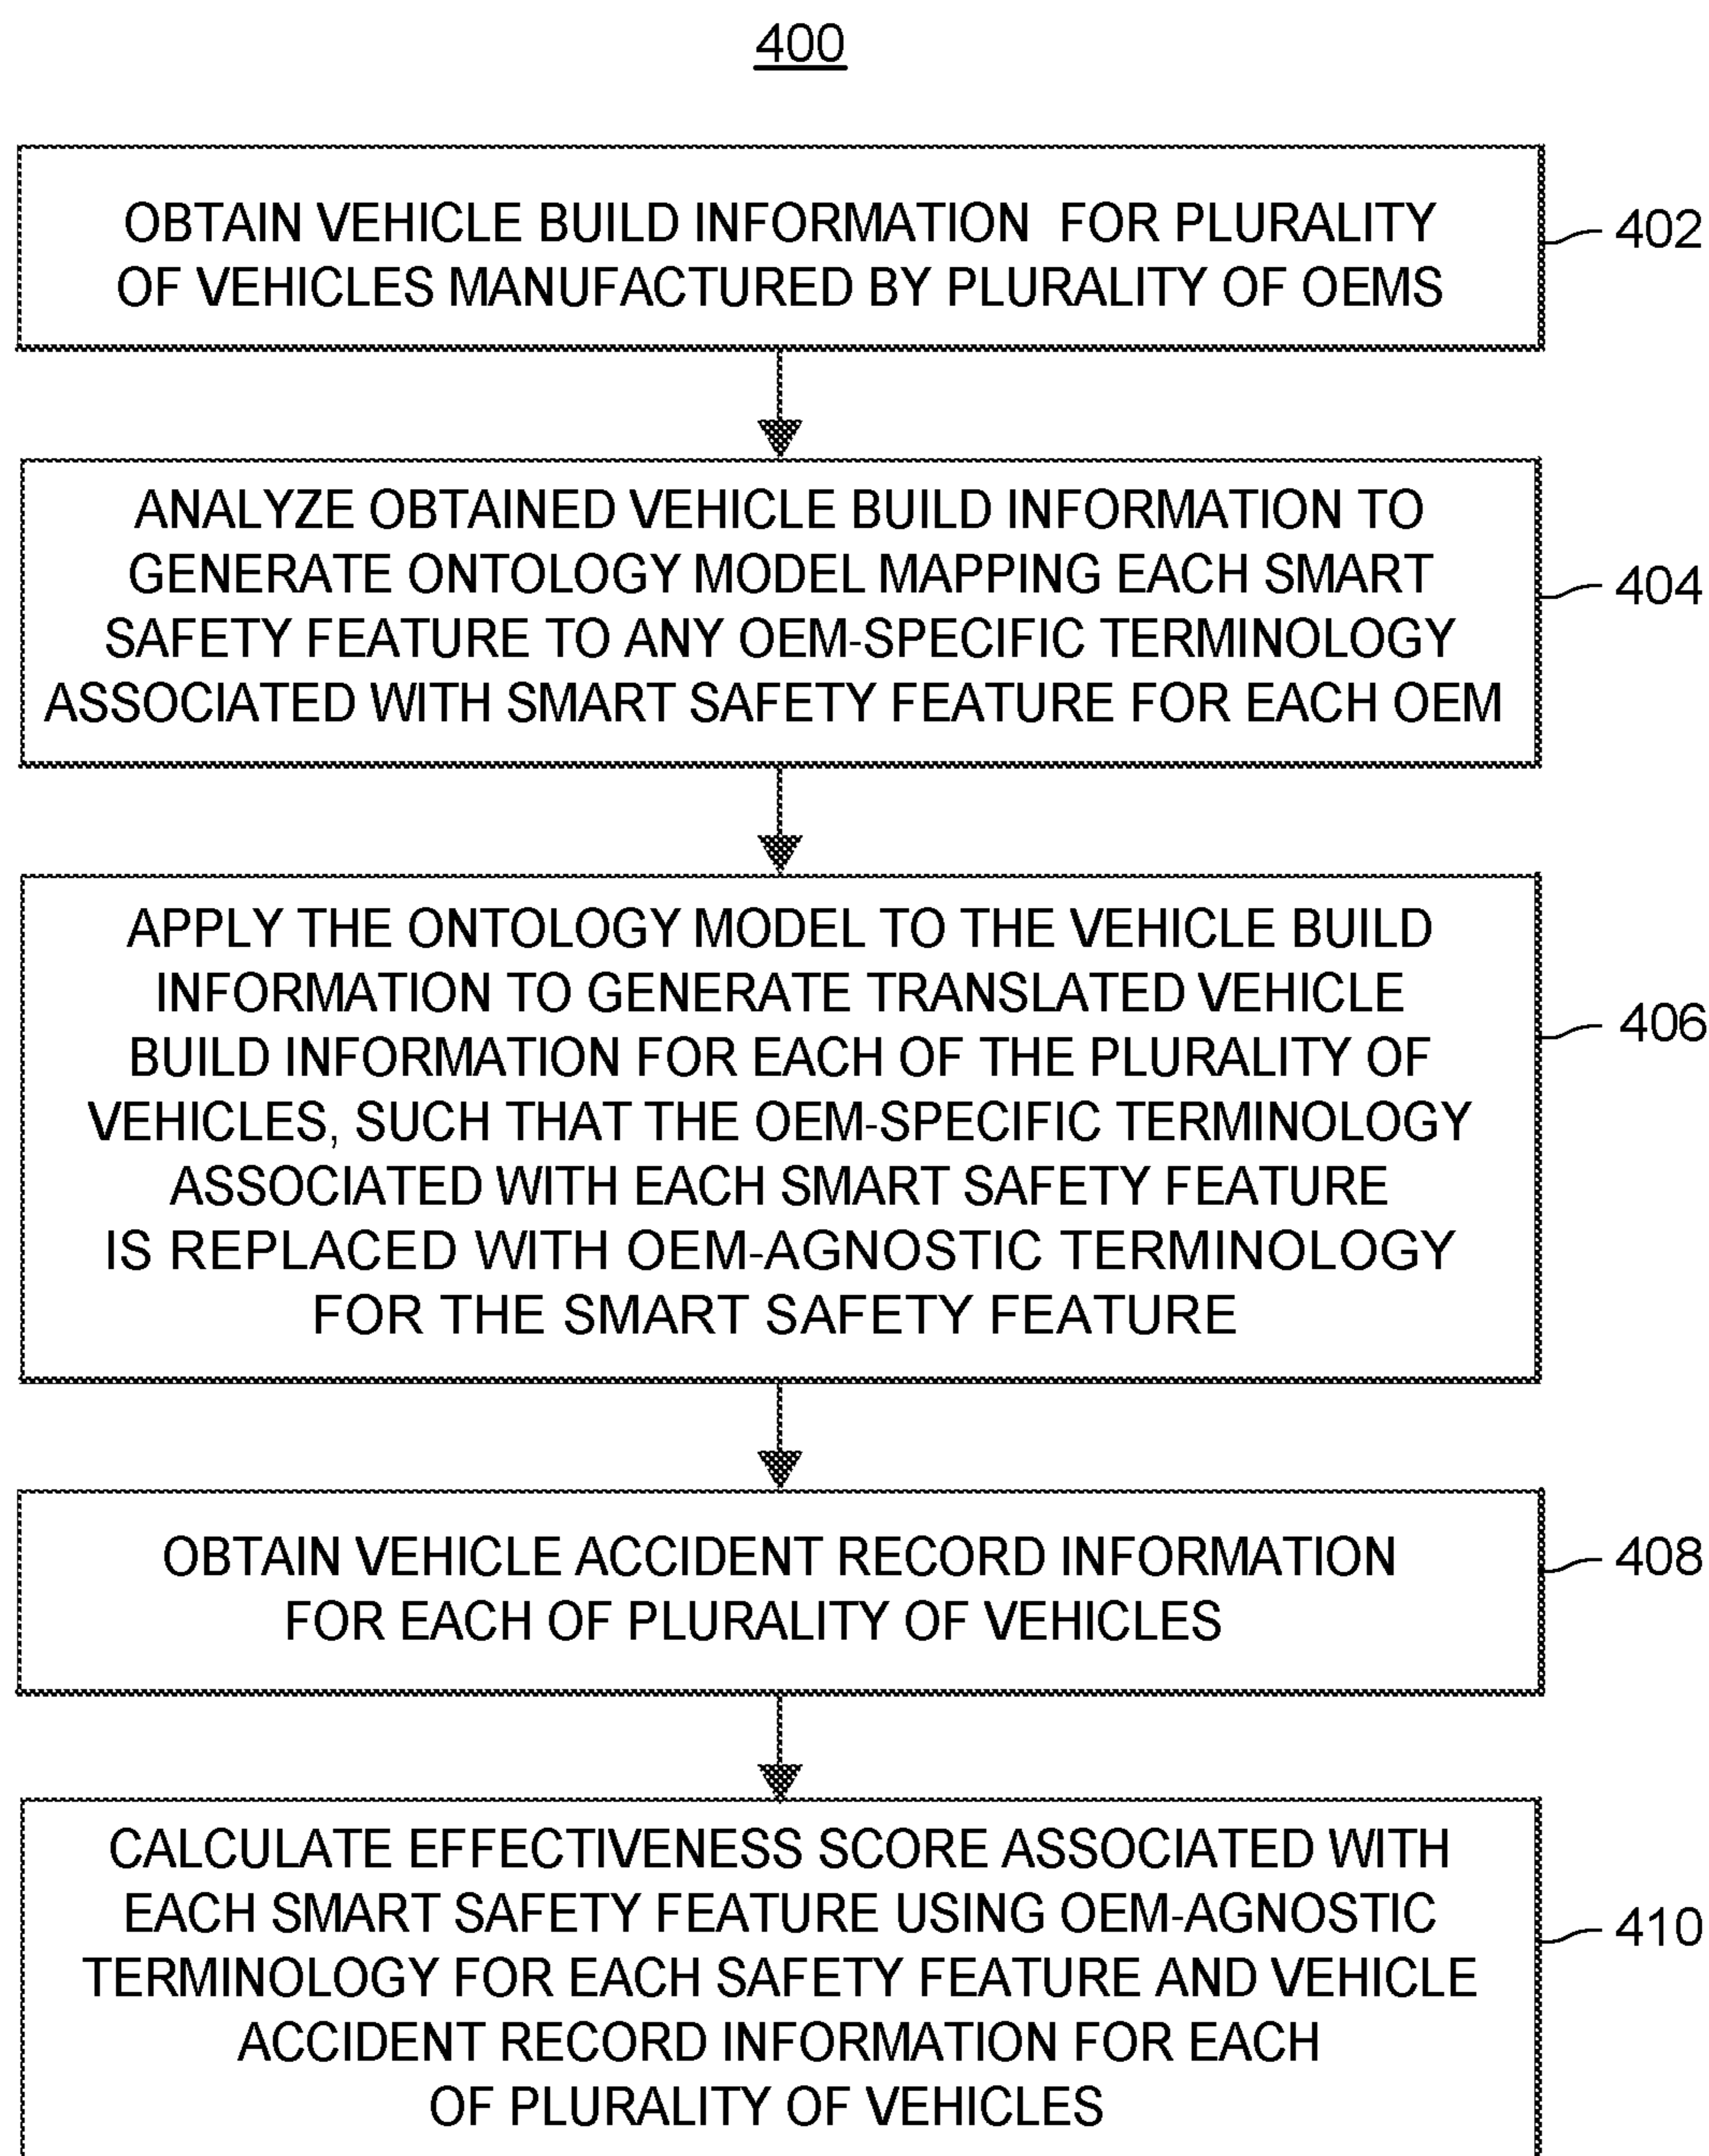 400
OBTAIN VEHICLE BUILD INFORMATION FOR PLURALITY
OF VEHICLES MANUFACTURED BY PLURALITY OF OEMS
402
ANALYZE OBTAINED VEHICLE BUILD INFORMATION TO
GENERATE ONTOLOGY MODEL MAPPING EACH SMART
SAFETY FEATURE TO ANY OEM-SPECIFIC TERMINOLOGY
ASSOCIATED WITH SMART SAFETY FEATURE FOR EACH OEM
404
APPLY THE ONTOLOGY MODEL TO THE VEHICLE BUILD
INFORMATION TO GENERATE TRANSLATED VEHICLE
BUILD INFORMATION FOR EACH OF THE PLURALITY OF
VEHICLES, SUCH THAT THE OEM-SPECIFIC TERMINOLOGY
ASSOCIATED WITH EACH SMART SAFETY FEATURE
IS REPLACED WITH OEM-AGNOSTIC TERMINOLOGY
FOR THE SMART SAFETY FEATURE
406
OBTAIN VEHICLE ACCIDENT RECORD INFORMATION
FOR EACH OF PLURALITY OF VEHICLES
408
CALCULATE EFFECTIVENESS SCORE ASSOCIATED WITH
EACH SMART SAFETY FEATURE USING OEM-AGNOSTIC
TERMINOLOGY FOR EACH SAFETY FEATURE AND VEHICLE
ACCIDENT RECORD INFORMATION FOR EACH
OF PLURALITY OF VEHICLES
410